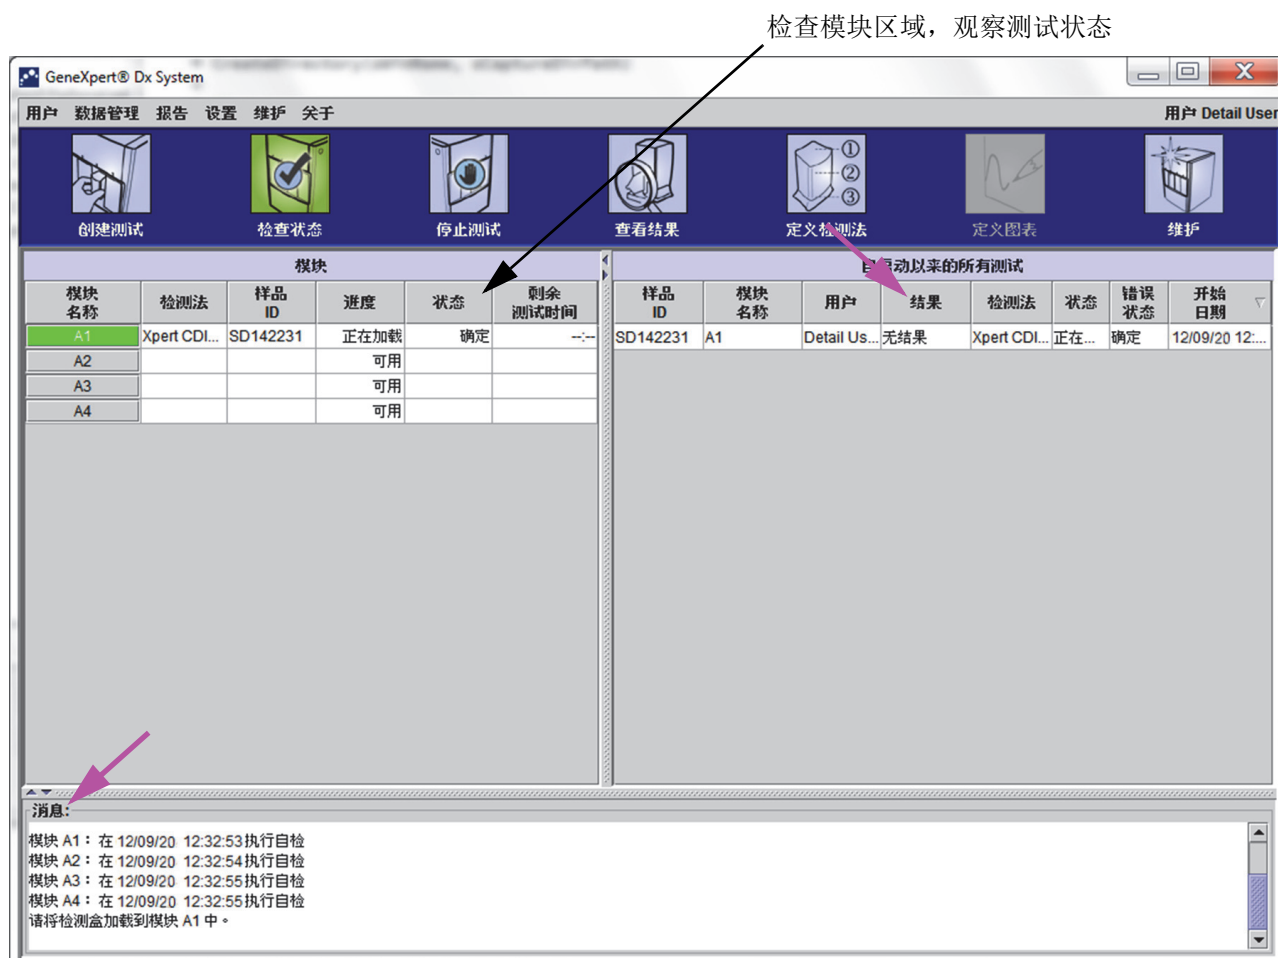 检查模块区域，观察测试状态
GeneXpert® Dx System
用户 数据管理 报告 设置 维护 关于 用户 Detail User
创建测试 检查状态 停止测试 查看结果 定义检测法 定义图表 维护
模块
自启动以来的所有测试
模块名称 检测法 样品ID 进度 状态 剩余测试时间
A1 Xpert CDI... SD142231 正在加载 确定 --:--
A2 可用
A3 可用
A4 可用
样品ID 模块名称 用户 结果 检测法 状态 错误状态 开始日期
SD142231 A1 Detail Us... 无结果 Xpert CDI... 正在... 确定 12/09/20 12:...
消息:
模块 A1：在 12/09/20 12:32:53执行自检
模块 A2：在 12/09/20 12:32:54执行自检
模块 A3：在 12/09/20 12:32:55执行自检
模块 A4：在 12/09/20 12:32:55执行自检
请将检测盒加载到模块 A1 中。